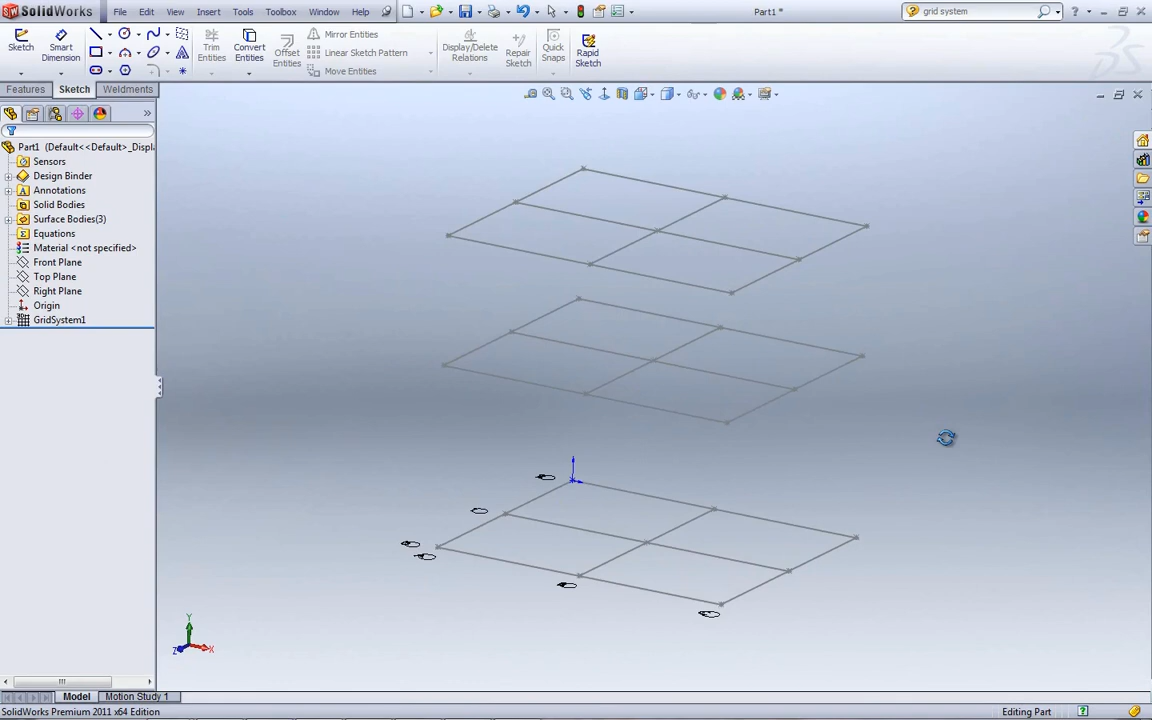 SolidWorks File Edit View Insert Tools Toolbox Window Help Part1 * grid system
Sketch Smart Dimension Trim Entities Convert Entities Offset Entities Mirror Entities Linear Sketch Pattern Move Entities Display/Delete Relations Repair Sketch Quick Snaps Rapid Sketch
Features Sketch Weldments
Part1 (Default<<Default>_Displ
Sensors
Design Binder
Annotations
Solid Bodies
Surface Bodies(3)
Equations
Material <not specified>
Front Plane
Top Plane
Right Plane
Origin
GridSystem1
Y
Z X
Model Motion Study 1
SolidWorks Premium 2011 x64 Edition Editing Part